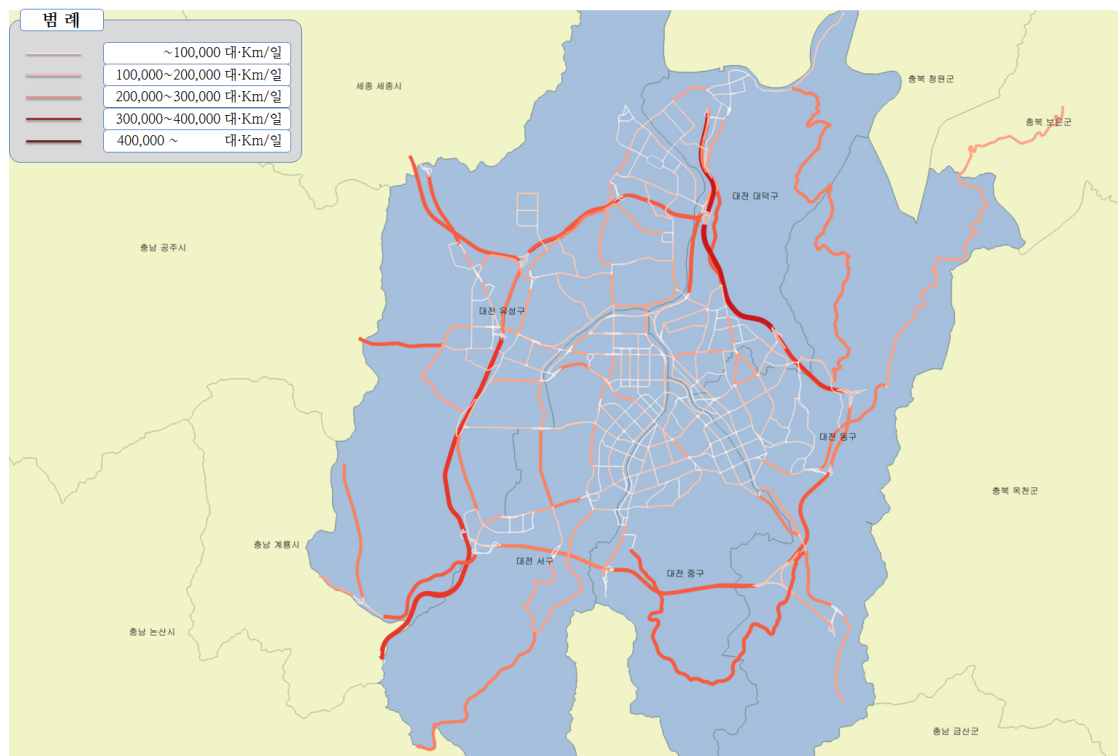 범 례
~100,000 대·Km/일
100,000~200,000 대·Km/일
200,000~300,000 대·Km/일
300,000~400,000 대·Km/일
400,000 ~ 대·Km/일
세종 세종시
충북 청원군
충북 보은군
대전 대덕구
충남 공주시
대전 유성구
대전 동구
충북 옥천군
충남 계룡시
대전 서구
대전 중구
충남 논산시
충남 금산군